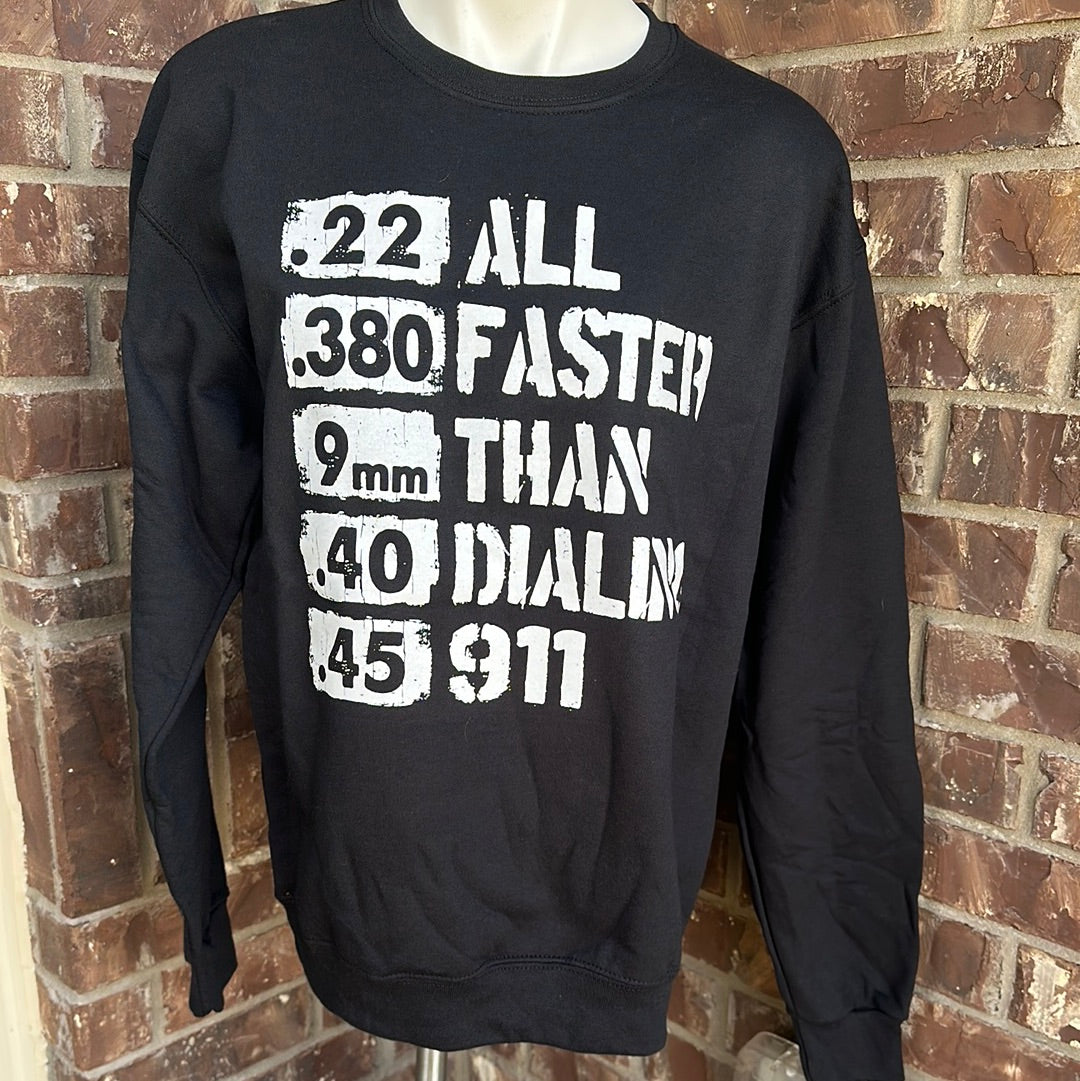 .22 ALL
.380 FASTER
9mm THAN
.40 DIALING
.45 911